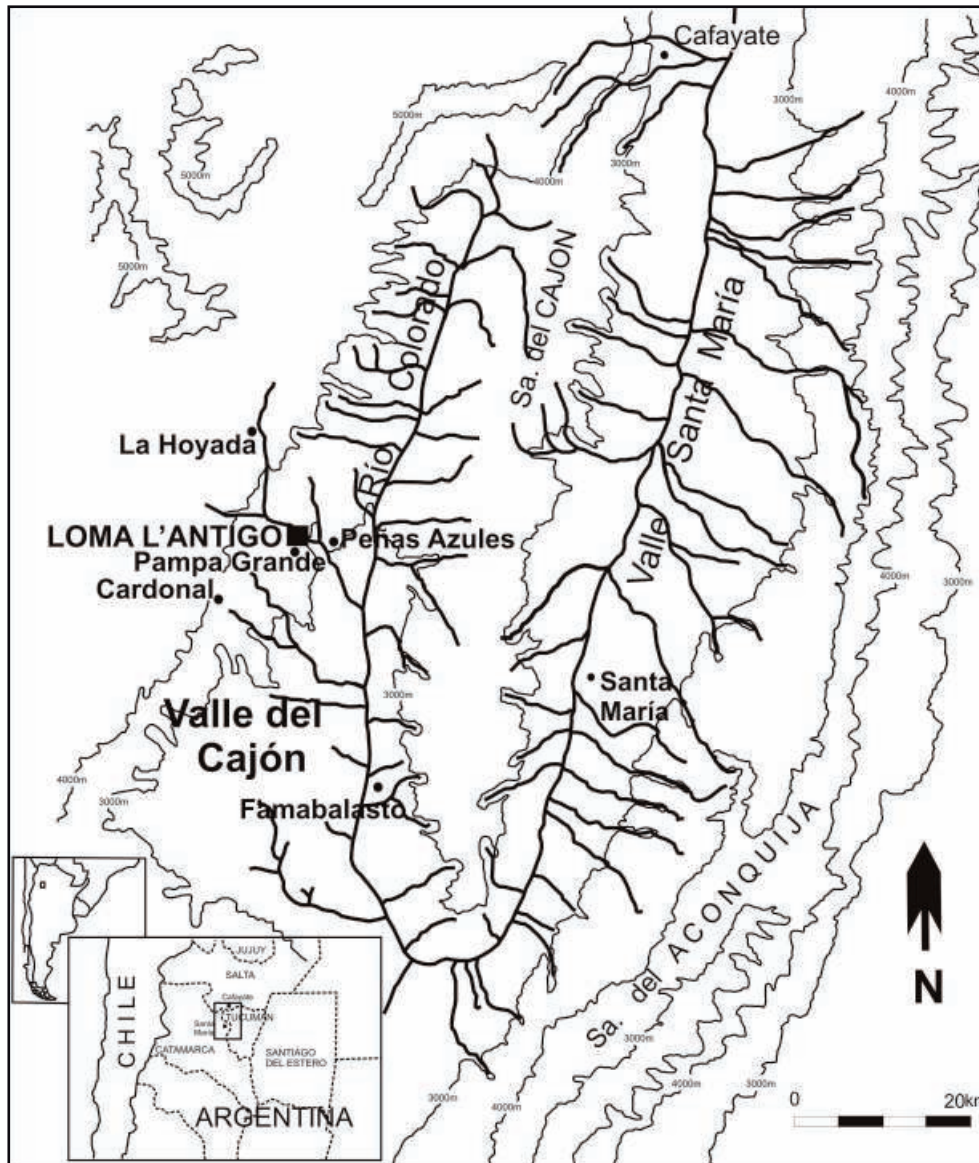 Cafayate
3000m
4000m
5000m
5000m
3000m
4000m
5000m
Río Colorado
Sa. del CAJON
Valle Santa María
La Hoyada
LOMA L'ANTIGO
Peñas Azules
Pampa Grande
Cardonal
4000m
3000m
3000m
Santa
María
Valle del
Cajón
4000m
3000m
Famabalasto
Sa. del ACONQUIJA
N
CHILE
JUJUY
SALTA
Cafayate
TUCUMÁN
Santa
María
CATAMARCA
SANTIAGO
DEL ESTERO
ARGENTINA
3000m
4000m
3000m
3000m
4000m
0 20km